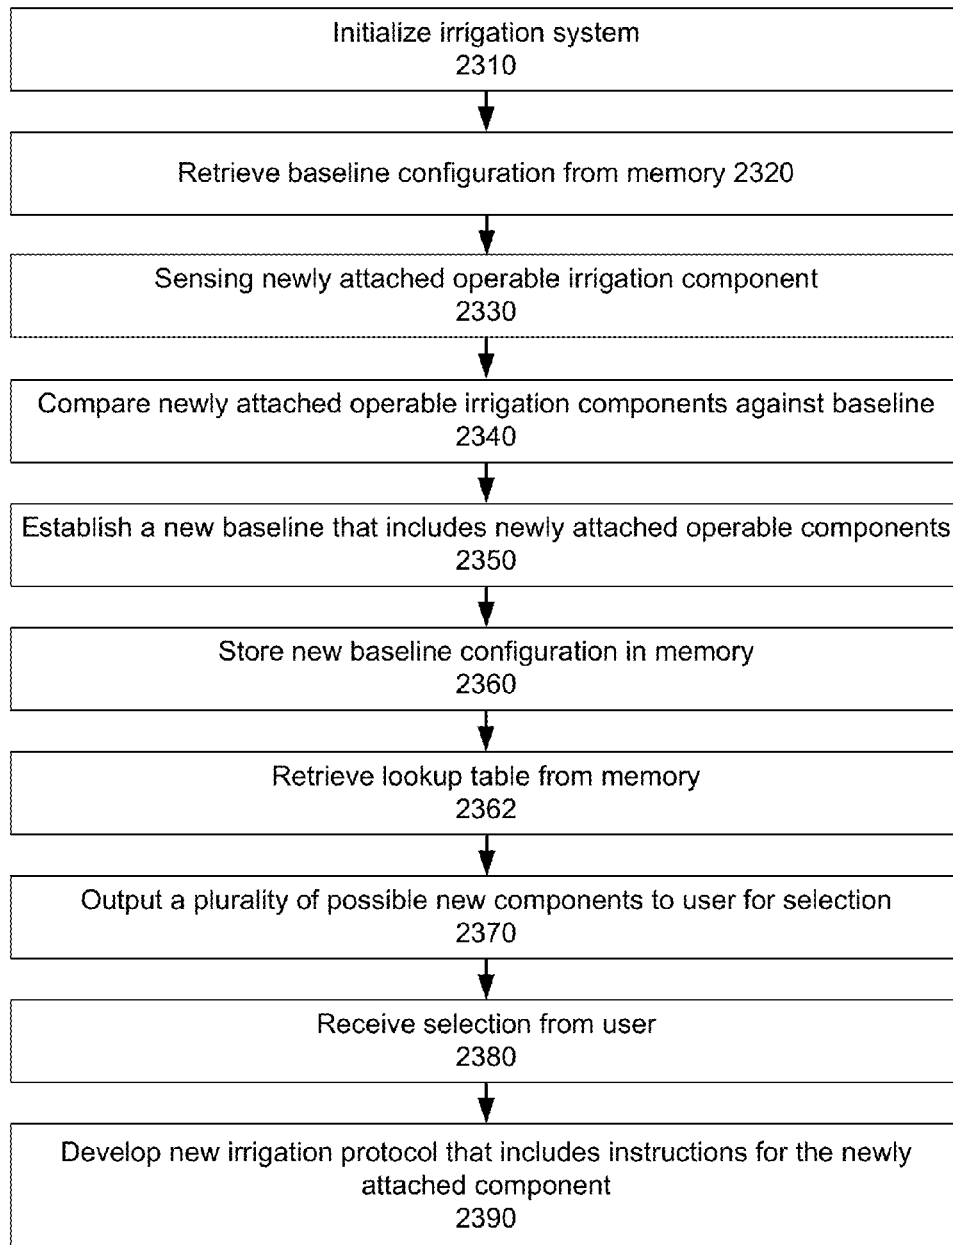 Initialize irrigation system
2310
Retrieve baseline configuration from memory 2320
Sensing newly attached operable irrigation component
2330
Compare newly attached operable irrigation components against baseline
2340
Establish a new baseline that includes newly attached operable components
2350
Store new baseline configuration in memory
2360
Retrieve lookup table from memory
2362
Output a plurality of possible new components to user for selection
2370
Receive selection from user
2380
Develop new irrigation protocol that includes instructions for the newly
attached component
2390